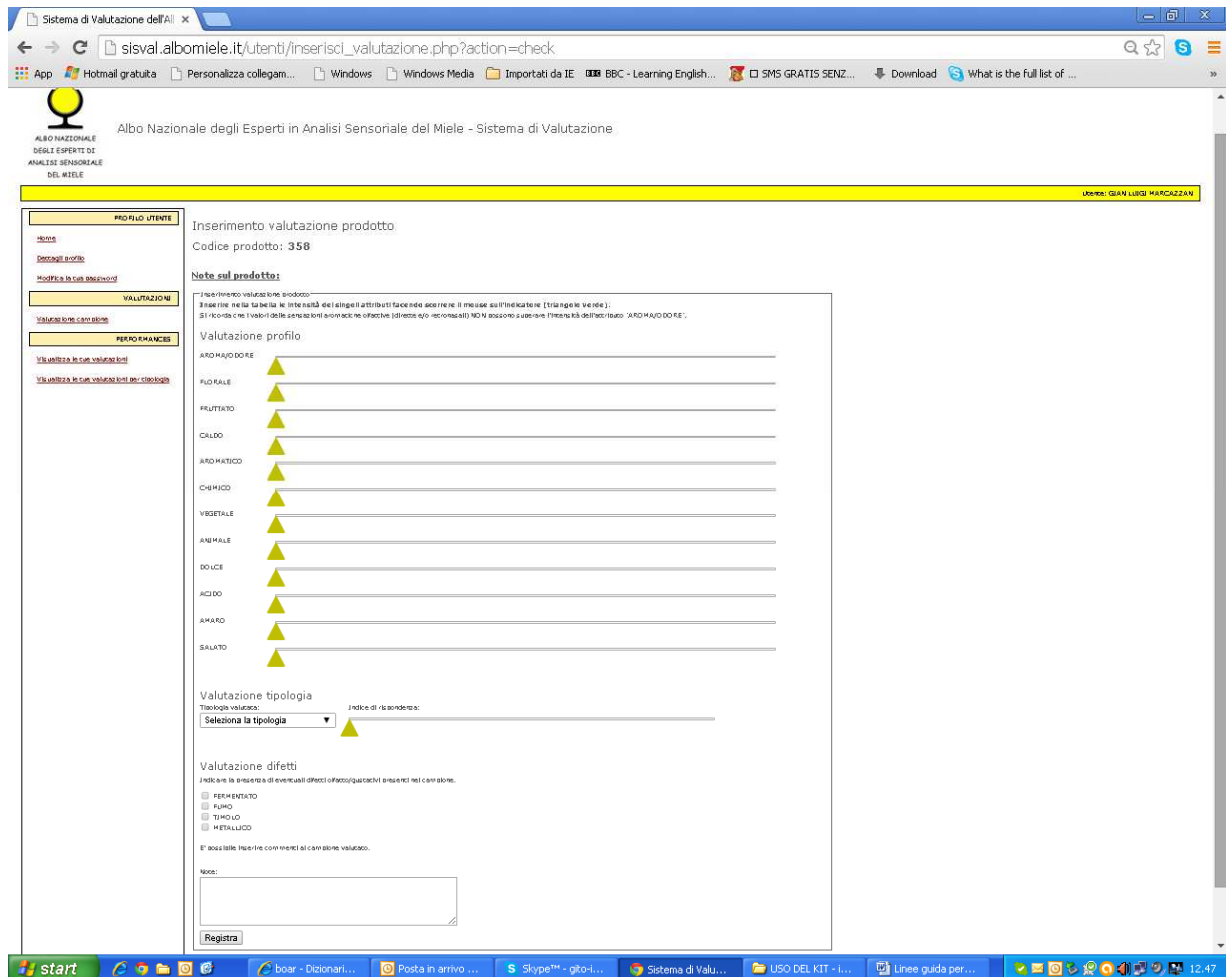 Sistema di Valutazione dell'All
sisval.albomiele.it/utenti/inserisci_valutazione.php?action=check
App Hotmail gratuita Personalizza collegam... Windows Windows Media Importati da IE BBC - Learning English... SMS GRATIS SENZ... Download What is the full list of ... »
ALBO NAZIONALE
DEGLI ESPERTI DI
ANALISI SENSORIALE
DEL MIELE
Albo Nazionale degli Esperti in Analisi Sensoriale del Miele - Sistema di Valutazione
Utente: GIAN LUIGI MARCAZZAN
PROFILO UTENTE
Home
Dettagli profilo
Modifica la tua password
VALUTAZIONI
Valutazione campione
PERFORMANCES
Visualizza le tue valutazioni
Visualizza le tue valutazioni per tipologia
Inserimento valutazione prodotto
Codice prodotto: 358
Note sul prodotto:
Inserimento valutazione prodotto
Inserire nella tabella le intensità dei singoli attributi facendo scorrere il mouse sull'indicatore (triangolo verde).
Si ricorda che i valori delle sensazioni aromatiche olfattive (dirette e/o retronasali) NON possono superare l'intensità dell'attributo 'AROMA/ODORE'.
Valutazione profilo
AROMA/ODORE
FLORALE
FRUTTATO
CALDO
AROMATICO
CHIMICO
VEGETALE
ANIMALE
DOLCE
ACIDO
AMARO
SALATO
Valutazione tipologia
Tipologia valutata: Indice di rispondenza:
Seleziona la tipologia
Valutazione difetti
Indicare la presenza di eventuali difetti olfatto/gustativi presenti nel campione.
FERMENTATO
FUMO
TIMOLO
METALLICO
E' possibile inserire commenti al campione valutato.
Note:
Registra
start boar - Dizionari... Posta in arrivo ... Skype™ - gito-i... Sistema di Valu... USO DEL KIT - i... Linee guida per... 12.47